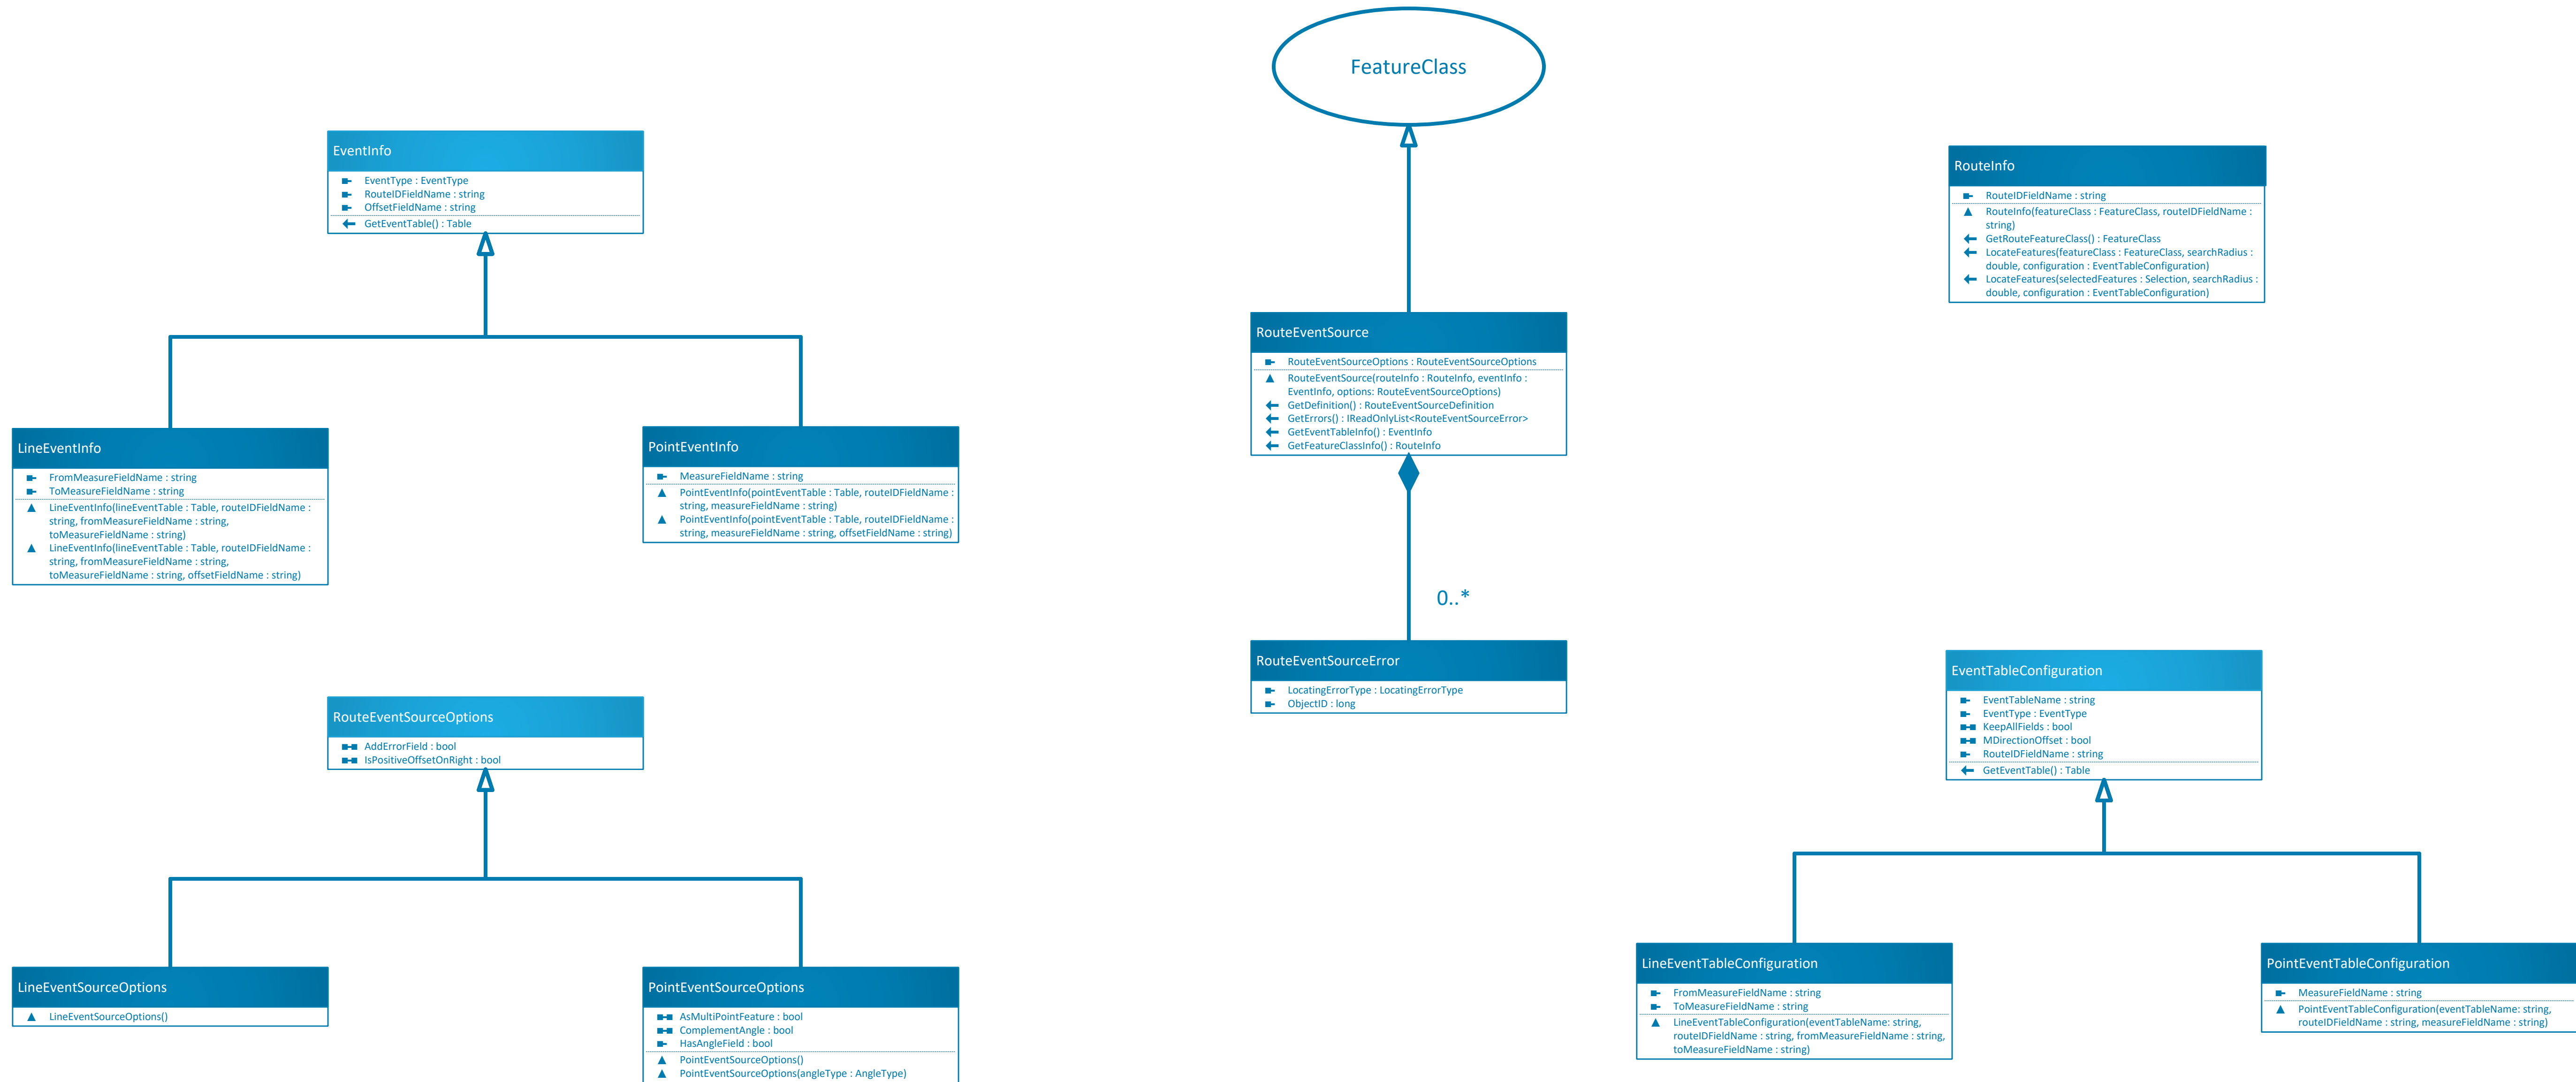 FeatureClass
EventInfo
EventType : EventType
RouteIDFieldName : string
OffsetFieldName : string
GetEventTable() : Table
RouteInfo
RouteIDFieldName : string
RouteInfo(featureClass : FeatureClass, routeIDFieldName :
string)
GetRouteFeatureClass() : FeatureClass
LocateFeatures(featureClass : FeatureClass, searchRadius :
double, configuration : EventTableConfiguration)
LocateFeatures(selectedFeatures : Selection, searchRadius :
double, configuration : EventTableConfiguration)
RouteEventSource
RouteEventSourceOptions : RouteEventSourceOptions
RouteEventSource(routeInfo : RouteInfo, eventInfo :
EventInfo, options: RouteEventSourceOptions)
GetDefinition() : RouteEventSourceDefinition
GetErrors() : IReadOnlyList<RouteEventSourceError>
GetEventTableInfo() : EventInfo
GetFeatureClassInfo() : RouteInfo
LineEventInfo
FromMeasureFieldName : string
ToMeasureFieldName : string
LineEventInfo(lineEventTable : Table, routeIDFieldName :
string, fromMeasureFieldName : string,
toMeasureFieldName : string)
LineEventInfo(lineEventTable : Table, routeIDFieldName :
string, fromMeasureFieldName : string,
toMeasureFieldName : string, offsetFieldName : string)
PointEventInfo
MeasureFieldName : string
PointEventInfo(pointEventTable : Table, routeIDFieldName :
string, measureFieldName : string)
PointEventInfo(pointEventTable : Table, routeIDFieldName :
string, measureFieldName : string, offsetFieldName : string)
0..*
RouteEventSourceError
LocatingErrorType : LocatingErrorType
ObjectID : long
EventTableConfiguration
EventTableName : string
EventType : EventType
KeepAllFields : bool
MDirectionOffset : bool
RouteIDFieldName : string
GetEventTable() : Table
RouteEventSourceOptions
AddErrorField : bool
IsPositiveOffsetOnRight : bool
LineEventSourceOptions
LineEventSourceOptions()
PointEventSourceOptions
AsMultiPointFeature : bool
ComplementAngle : bool
HasAngleField : bool
PointEventSourceOptions()
PointEventSourceOptions(angleType : AngleType)
LineEventTableConfiguration
FromMeasureFieldName : string
ToMeasureFieldName : string
LineEventTableConfiguration(eventTableName: string,
routeIDFieldName : string, fromMeasureFieldName : string,
toMeasureFieldName : string)
PointEventTableConfiguration
MeasureFieldName : string
PointEventTableConfiguration(eventTableName: string,
routeIDFieldName : string, measureFieldName : string)